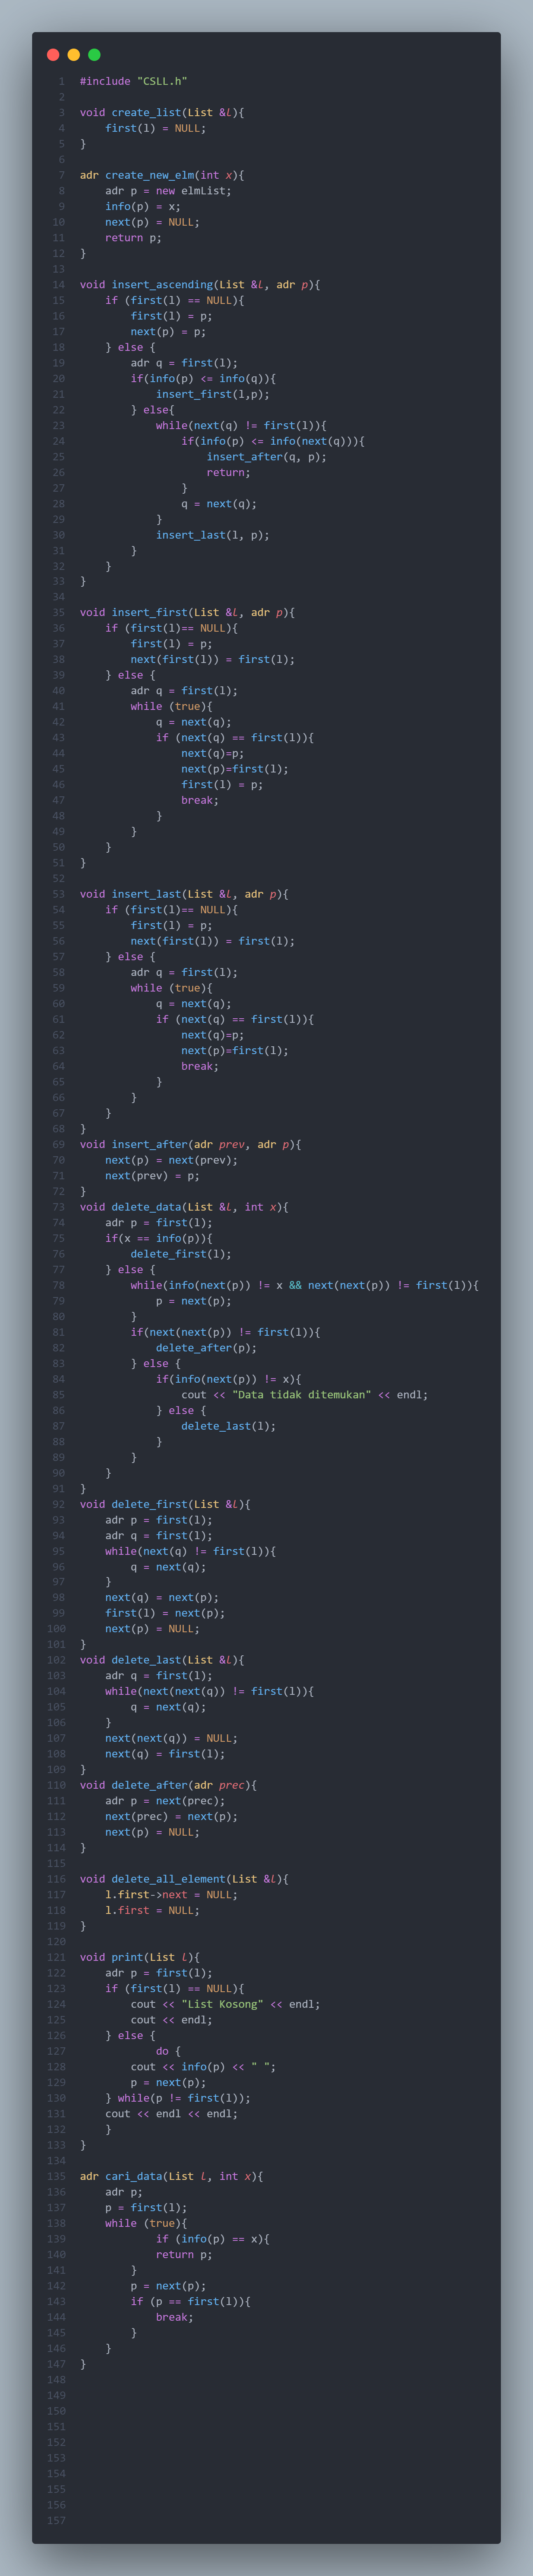 1 #include "CSLL.h"
2
3 void create_list(List &l){
4     first(l) = NULL;
5 }
6
7 adr create_new_elm(int x){
8     adr p = new elmList;
9     info(p) = x;
10     next(p) = NULL;
11     return p;
12 }
13
14 void insert_ascending(List &l, adr p){
15     if (first(l) == NULL){
16         first(l) = p;
17         next(p) = p;
18     } else {
19         adr q = first(l);
20         if(info(p) <= info(q)){
21             insert_first(l,p);
22         } else{
23             while(next(q) != first(l)){
24                 if(info(p) <= info(next(q))){
25                     insert_after(q, p);
26                     return;
27                 }
28                 q = next(q);
29             }
30             insert_last(l, p);
31         }
32     }
33 }
34
35 void insert_first(List &l, adr p){
36     if (first(l)== NULL){
37         first(l) = p;
38         next(first(l)) = first(l);
39     } else {
40         adr q = first(l);
41         while (true){
42             q = next(q);
43             if (next(q) == first(l)){
44                 next(q)=p;
45                 next(p)=first(l);
46                 first(l) = p;
47                 break;
48             }
49         }
50     }
51 }
52
53 void insert_last(List &l, adr p){
54     if (first(l)== NULL){
55         first(l) = p;
56         next(first(l)) = first(l);
57     } else {
58         adr q = first(l);
59         while (true){
60             q = next(q);
61             if (next(q) == first(l)){
62                 next(q)=p;
63                 next(p)=first(l);
64                 break;
65             }
66         }
67     }
68 }
69 void insert_after(adr prev, adr p){
70     next(p) = next(prev);
71     next(prev) = p;
72 }
73 void delete_data(List &l, int x){
74     adr p = first(l);
75     if(x == info(p)){
76         delete_first(l);
77     } else {
78         while(info(next(p)) != x && next(next(p)) != first(l)){
79             p = next(p);
80         }
81         if(next(next(p)) != first(l)){
82             delete_after(p);
83         } else {
84             if(info(next(p)) != x){
85                 cout << "Data tidak ditemukan" << endl;
86             } else {
87                 delete_last(l);
88             }
89         }
90     }
91 }
92 void delete_first(List &l){
93     adr p = first(l);
94     adr q = first(l);
95     while(next(q) != first(l)){
96         q = next(q);
97     }
98     next(q) = next(p);
99     first(l) = next(p);
100     next(p) = NULL;
101 }
102 void delete_last(List &l){
103     adr q = first(l);
104     while(next(next(q)) != first(l)){
105         q = next(q);
106     }
107     next(next(q)) = NULL;
108     next(q) = first(l);
109 }
110 void delete_after(adr prec){
111     adr p = next(prec);
112     next(prec) = next(p);
113     next(p) = NULL;
114 }
115
116 void delete_all_element(List &l){
117     l.first->next = NULL;
118     l.first = NULL;
119 }
120
121 void print(List l){
122     adr p = first(l);
123     if (first(l) == NULL){
124         cout << "List Kosong" << endl;
125         cout << endl;
126     } else {
127             do {
128         cout << info(p) << " ";
129         p = next(p);
130     } while(p != first(l));
131     cout << endl << endl;
132     }
133 }
134
135 adr cari_data(List l, int x){
136     adr p;
137     p = first(l);
138     while (true){
139             if (info(p) == x){
140             return p;
141         }
142         p = next(p);
143         if (p == first(l)){
144             break;
145         }
146     }
147 }
148
149
150
151
152
153
154
155
156
157